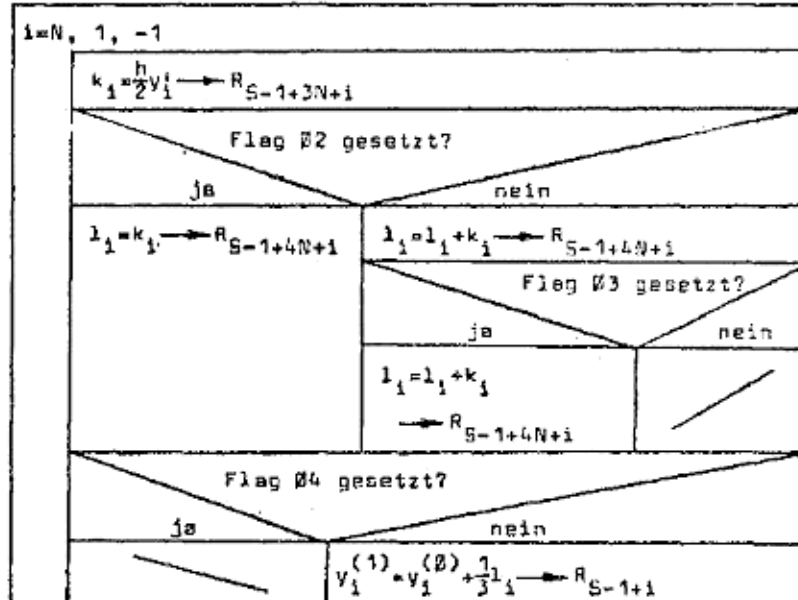 i=N, 1, -1
k_i = h/2 y'_i → R_S-1+3N+i
Flag Ø2 gesetzt?
ja nein
l_i=k_i → R_S-1+4N+i
l_i=l_i+k_i → R_S-1+4N+i
Flag Ø3 gesetzt?
ja nein
l_i=l_i+k_i
→ R_S-1+4N+i
Flag Ø4 gesetzt?
ja nein
y_i^(1) = y_i^(Ø) + 1/3 l_i → R_S-1+i